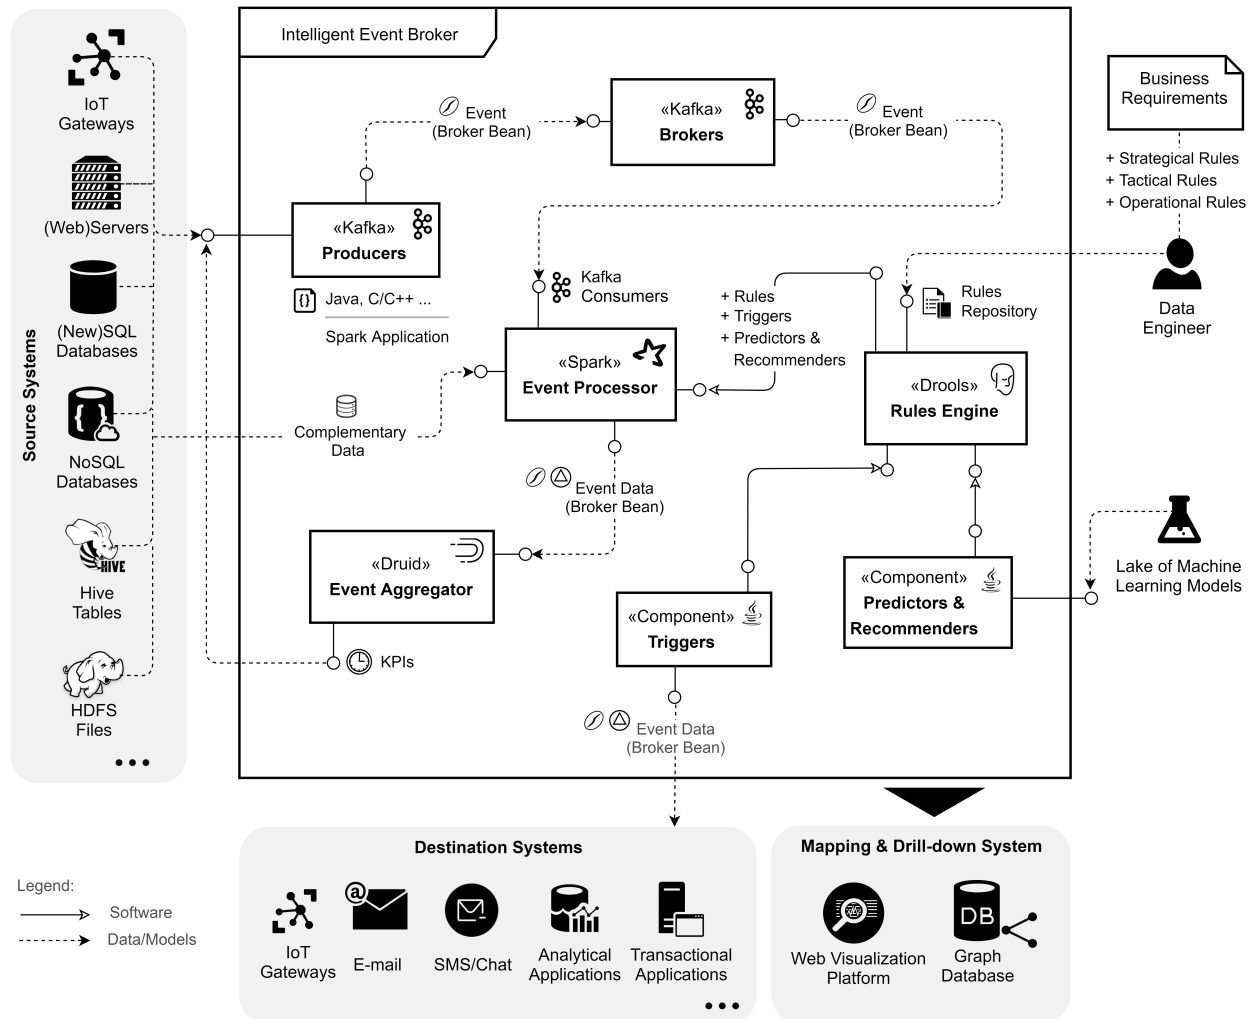 Source Systems
IoT
Gateways
(Web)Servers
(New)SQL
Databases
{ }
NoSQL
Databases
HIVE
Hive
Tables
HDFS
Files
Intelligent Event Broker
Event
(Broker Bean)
«Kafka»
Brokers
Event
(Broker Bean)
«Kafka»
Producers
{}
Java, C/C++ ...
Spark Application
Kafka
Consumers
«Spark»
Event Processor
+ Rules
+ Triggers
+ Predictors &
Recommenders
Rules
Repository
«Drools»
Rules Engine
Complementary
Data
Event Data
(Broker Bean)
«Druid»
Event Aggregator
KPIs
«Component»
Triggers
«Component»
Predictors &
Recommenders
Event Data
(Broker Bean)
Business
Requirements
+ Strategical Rules
+ Tactical Rules
+ Operational Rules
Data
Engineer
Lake of Machine
Learning Models
Legend:
Software
Data/Models
Destination Systems
IoT
Gateways
@
E-mail
SMS/Chat
Analytical
Applications
Transactional
Applications
Mapping & Drill-down System
Web Visualization
Platform
DB
Graph
Database